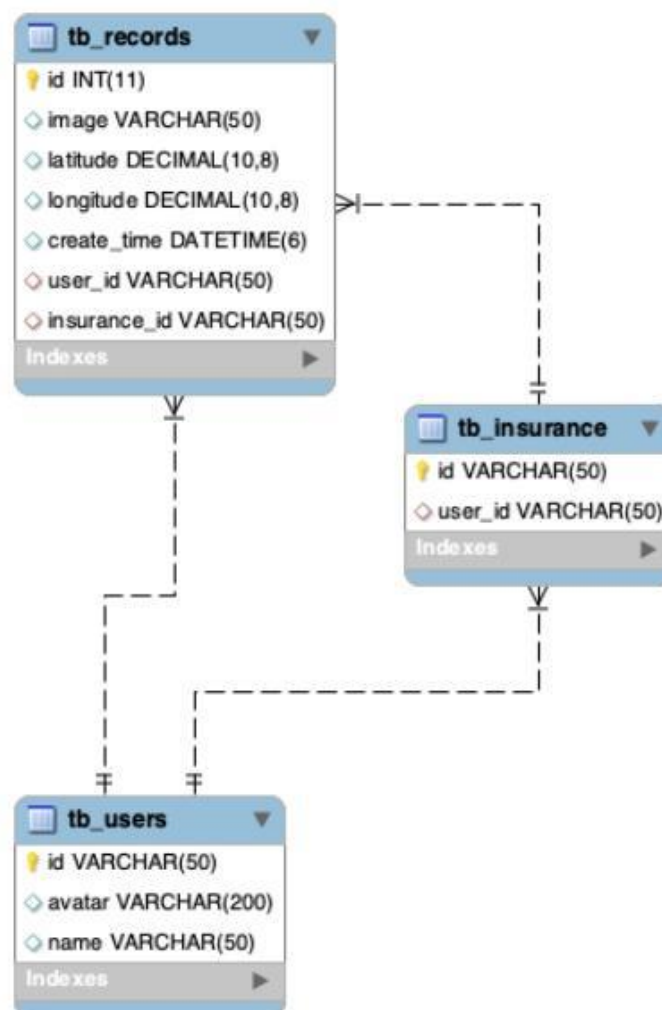 tb_records
id INT(11)
image VARCHAR(50)
latitude DECIMAL(10,8)
longitude DECIMAL(10,8)
create_time DATETIME(6)
user_id VARCHAR(50)
insurance_id VARCHAR(50)
Indexes
tb_insurance
id VARCHAR(50)
user_id VARCHAR(50)
Indexes
tb_users
id VARCHAR(50)
avatar VARCHAR(200)
name VARCHAR(50)
Indexes